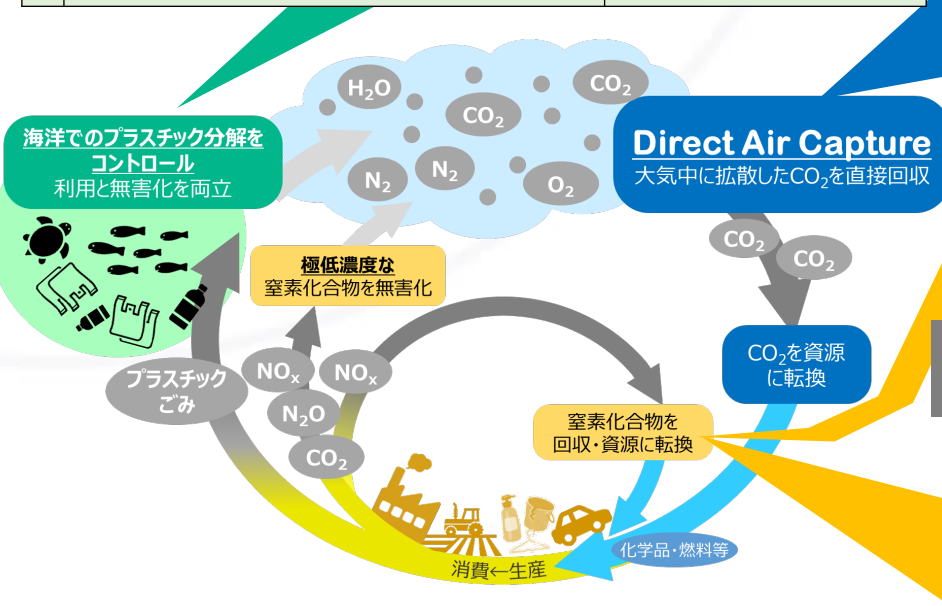 H₂O
CO₂
CO₂
N₂
N₂
O₂
海洋でのプラスチック分解を
コントロール
利用と無害化を両立
Direct Air Capture
大気中に拡散したCO₂を直接回収
極低濃度な
窒素化合物を無害化
CO₂
CO₂
プラスチック
ごみ
NOₓ
NOₓ
N₂O
CO₂
CO₂を資源
に転換
窒素化合物を
回収・資源に転換
化学品・燃料等
消費←生産